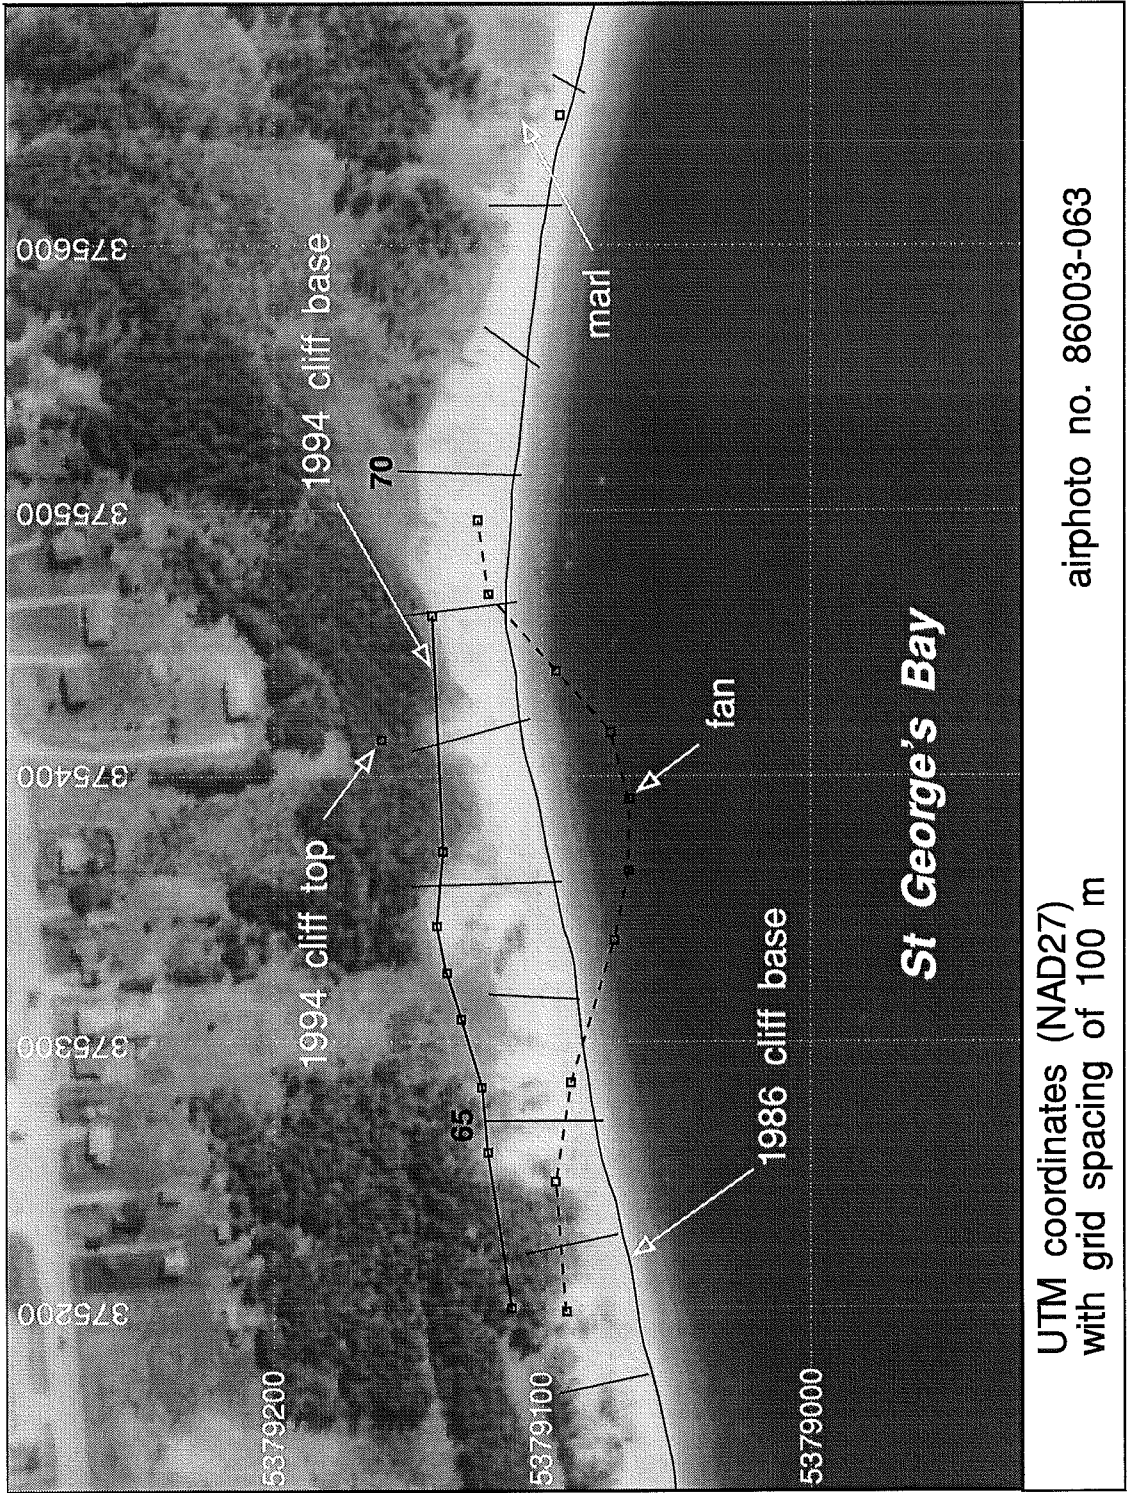 375200
375300
375400
375500
375600
5379200
5379100
5379000
1994 cliff top
1994 cliff base
65
70
marl
fan
1986 cliff base
St George's Bay
UTM coordinates (NAD27)
with grid spacing of 100 m
airphoto no. 86003-063